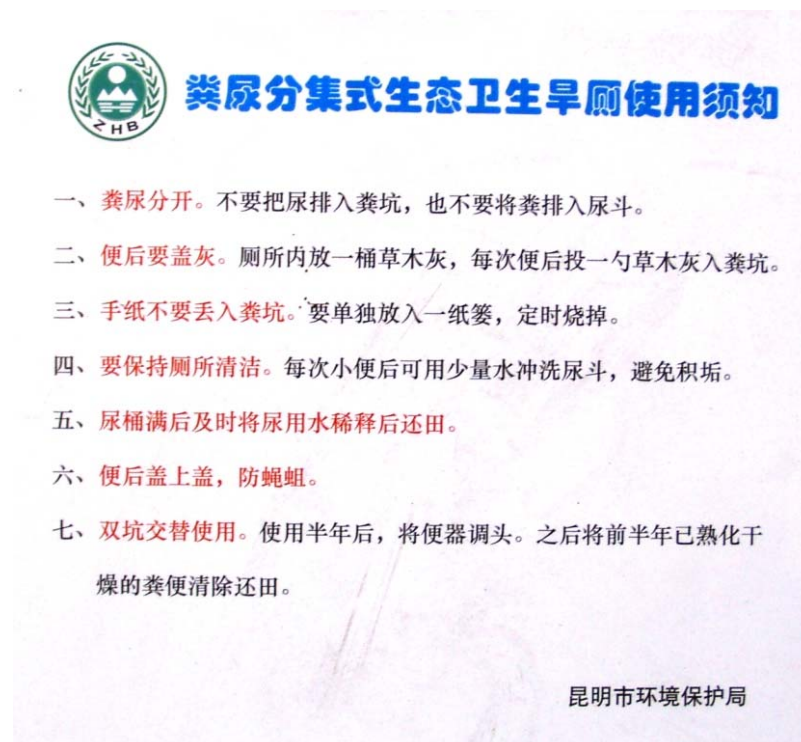 ZHB
粪尿分集式生态卫生旱厕使用须知
一、粪尿分开。不要把尿排入粪坑，也不要将粪排入尿斗。
二、便后要盖灰。厕所内放一桶草木灰，每次便后投一勺草木灰入粪坑。
三、手纸不要丢入粪坑。要单独放入一纸篓，定时烧掉。
四、要保持厕所清洁。每次小便后可用少量水冲洗尿斗，避免积垢。
五、尿桶满后及时将尿用水稀释后还田。
六、便后盖上盖，防蝇蛆。
七、双坑交替使用。使用半年后，将便器调头。之后将前半年已熟化干
燥的粪便清除还田。
昆明市环境保护局